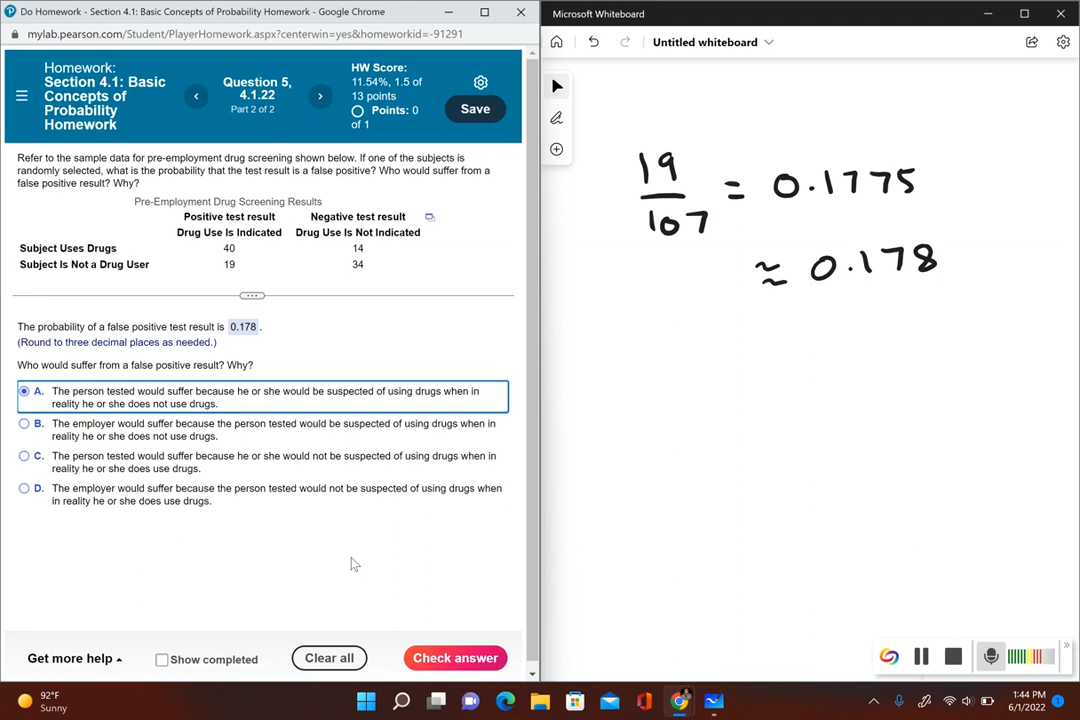 Do Homework - Section 4.1: Basic Concepts of Probability Homework - Google Chrome
mylab.pearson.com/Student/PlayerHomework.aspx?centerwin=yes&homeworkid=-91291
Homework:
Section 4.1: Basic
Concepts of
Probability
Homework
Question 5,
4.1.22
Part 2 of 2
HW Score:
11.54%, 1.5 of
13 points
Points: 0
of 1
Save
Refer to the sample data for pre-employment drug screening shown below. If one of the subjects is
randomly selected, what is the probability that the test result is a false positive? Who would suffer from a
false positive result? Why?
Pre-Employment Drug Screening Results
Positive test result Negative test result
Drug Use Is Indicated Drug Use Is Not Indicated
Subject Uses Drugs 40 14
Subject Is Not a Drug User 19 34
The probability of a false positive test result is 0.178.
(Round to three decimal places as needed.)
Who would suffer from a false positive result? Why?
A. The person tested would suffer because he or she would be suspected of using drugs when in
reality he or she does not use drugs.
B. The employer would suffer because the person tested would be suspected of using drugs when in
reality he or she does not use drugs.
C. The person tested would suffer because he or she would not be suspected of using drugs when in
reality he or she does use drugs.
D. The employer would suffer because the person tested would not be suspected of using drugs when
in reality he or she does use drugs.
Get more help
Show completed
Clear all
Check answer
Microsoft Whiteboard
Untitled whiteboard
19
107
= 0.1775
≈ 0.178
92°F
Sunny
1:44 PM
6/1/2022
1